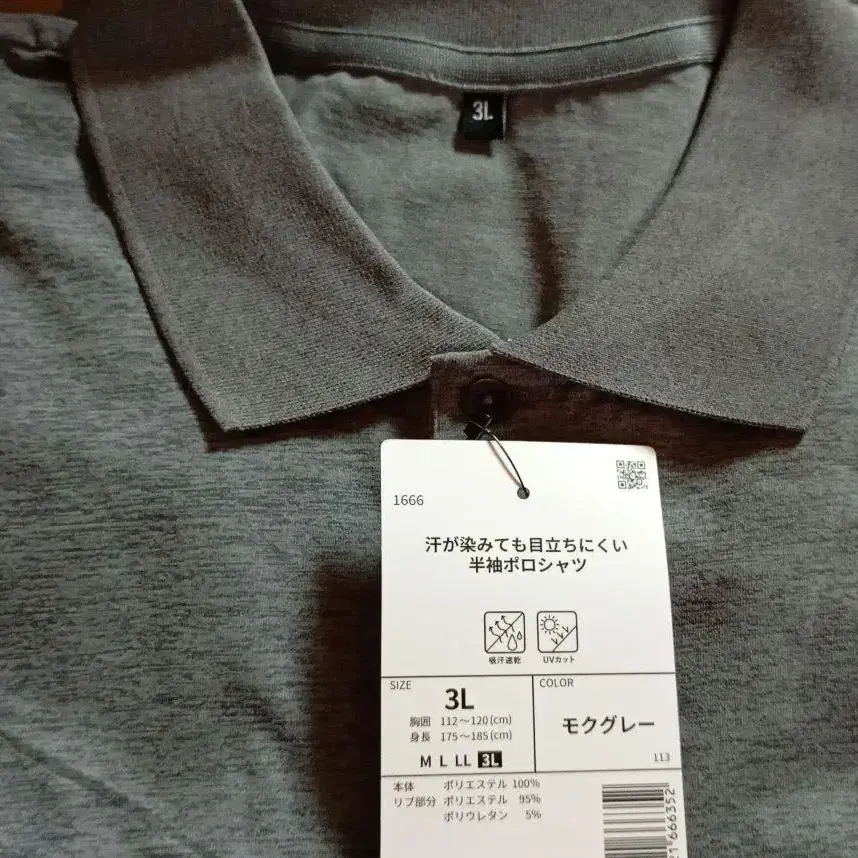 3L
1666
汗が染みても目立ちにくい
半袖ポロシャツ
吸汗速乾 UVカット
SIZE
3L
胸囲 112～120(cm)
身長 175～185(cm)
M L LL 3L
COLOR
モクグレー
113
本体 ポリエステル 100%
リブ部分 ポリエステル 95%
ポリウレタン 5%
666352